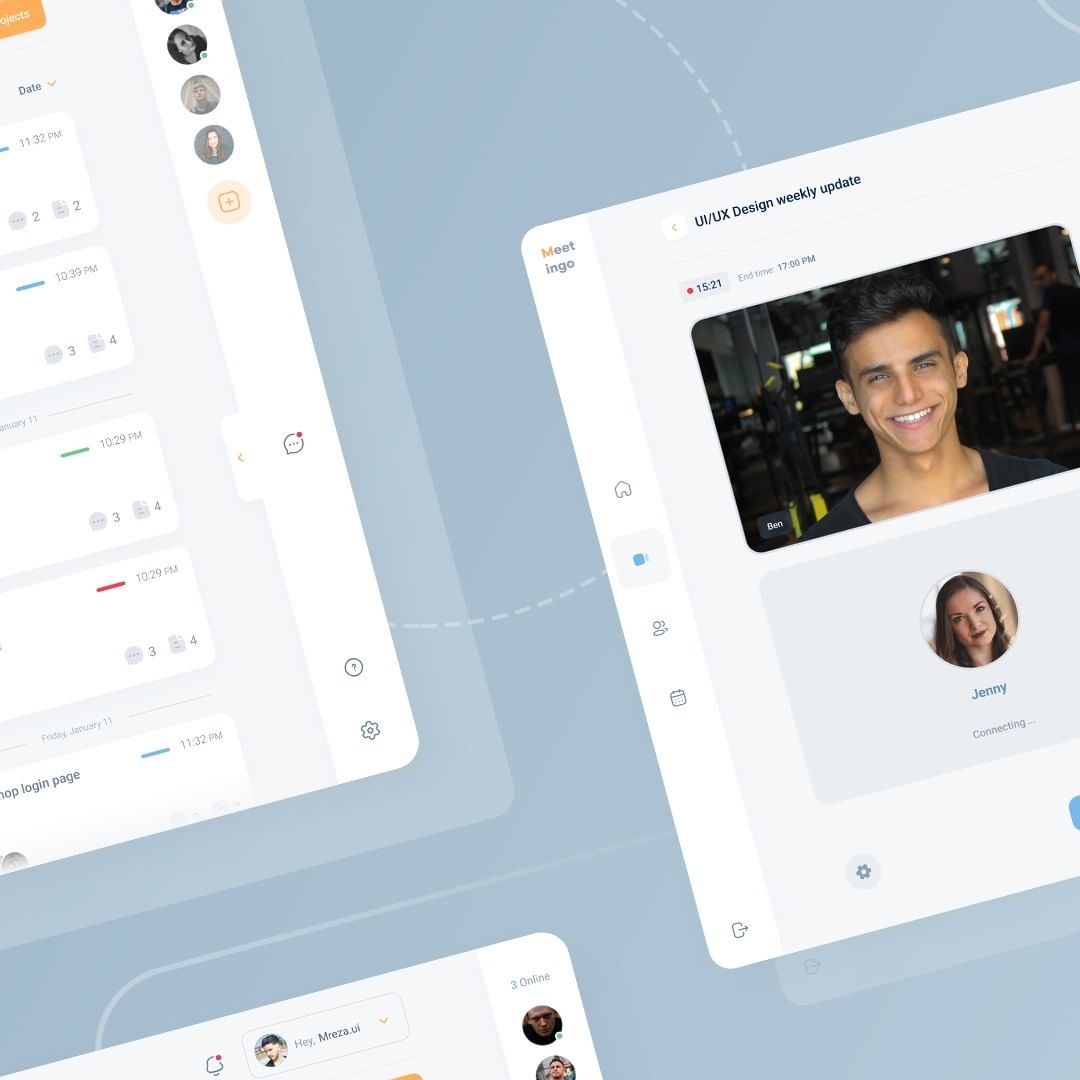 ojects
Date
11:32 PM
2
2
10:39 PM
3
4
anuary 11
10:29 PM
3
4
10:29 PM
3
4
Friday, January 11
11:32 PM
hop login page
2
2
Meet
ingo
UI/UX Design weekly update
15:21
End time: 17:00 PM
Ben
Jenny
Connecting ...
3 Online
Hey, Mreza.ui